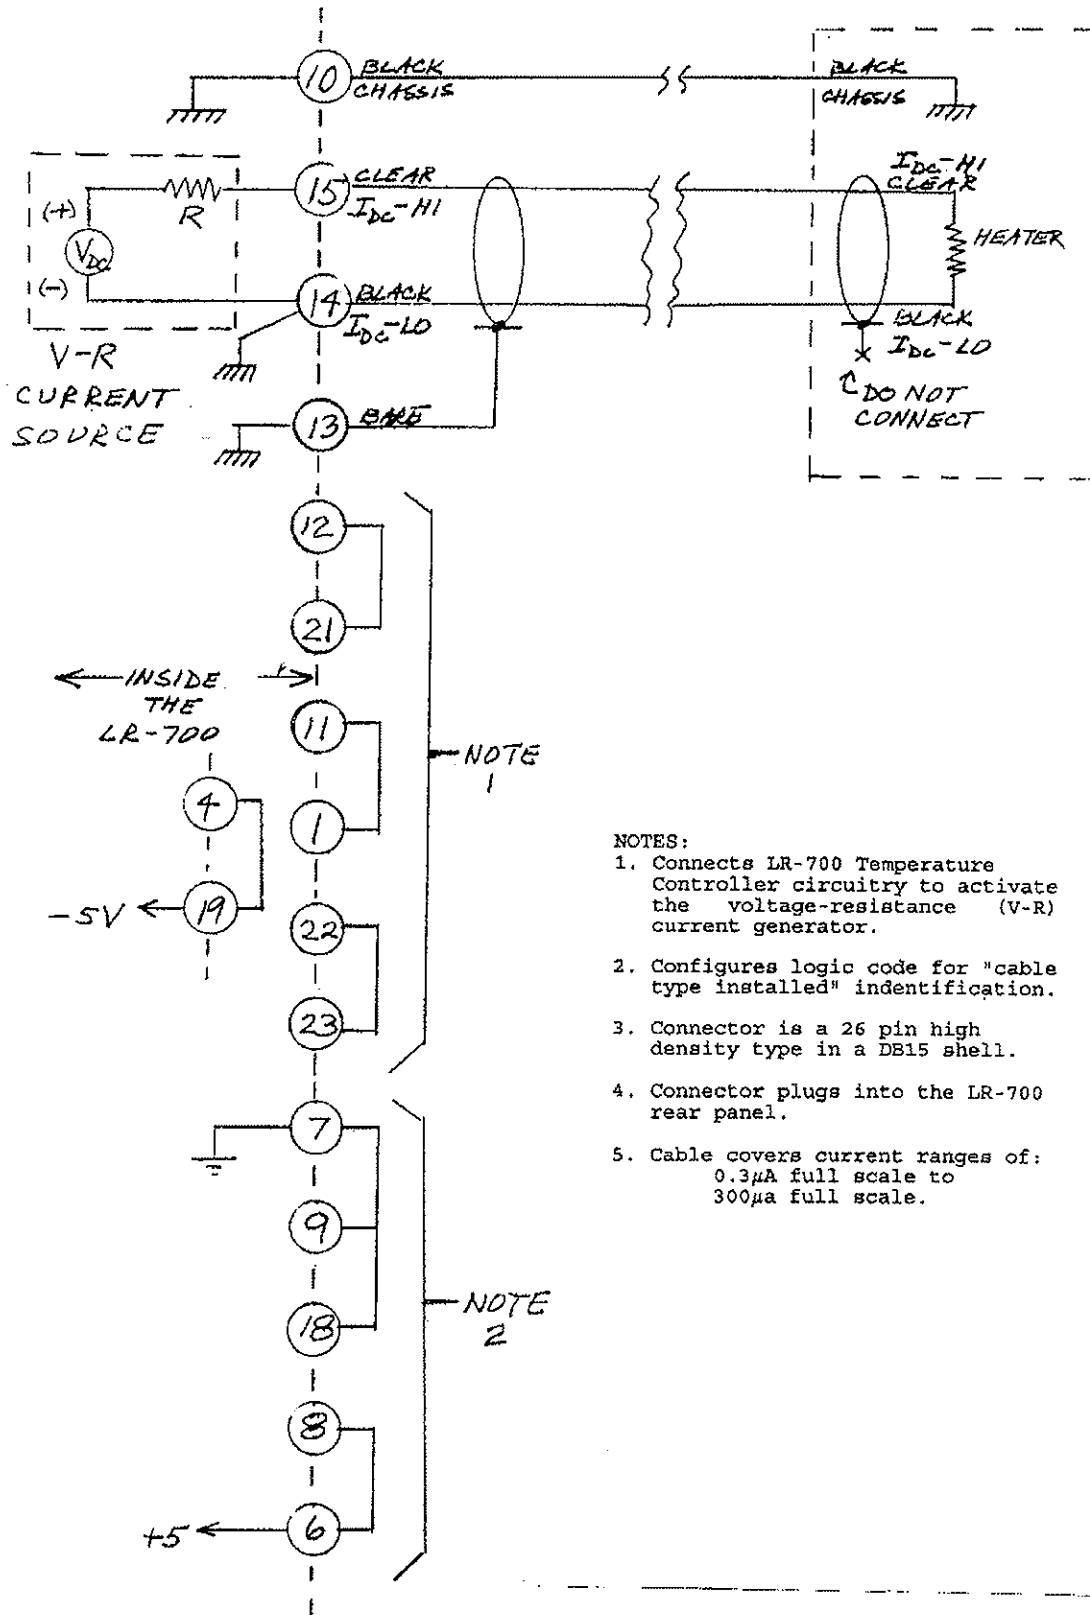 10
BLACK
CHASSIS
BLACK
CHASSIS
15
CLEAR
I_DC-HI
I_DC-HI
CLEAR
R
(+)
V_DC
(-)
HEATER
14
BLACK
I_DC-LO
BLACK
I_DC-LO
V-R
CURRENT
SOURCE
DO NOT
CONNECT
13
BARE
12
21
INSIDE
THE
LR-700
11
NOTE
1
4
1
-5V
19
22
23
NOTES:
1. Connects LR-700 Temperature
Controller circuitry to activate
the voltage-resistance (V-R)
current generator.
2. Configures logic code for "cable
type installed" indentification.
3. Connector is a 26 pin high
density type in a DB15 shell.
4. Connector plugs into the LR-700
rear panel.
5. Cable covers current ranges of:
0.3μA full scale to
300μa full scale.
7
9
18
NOTE
2
8
+5
6